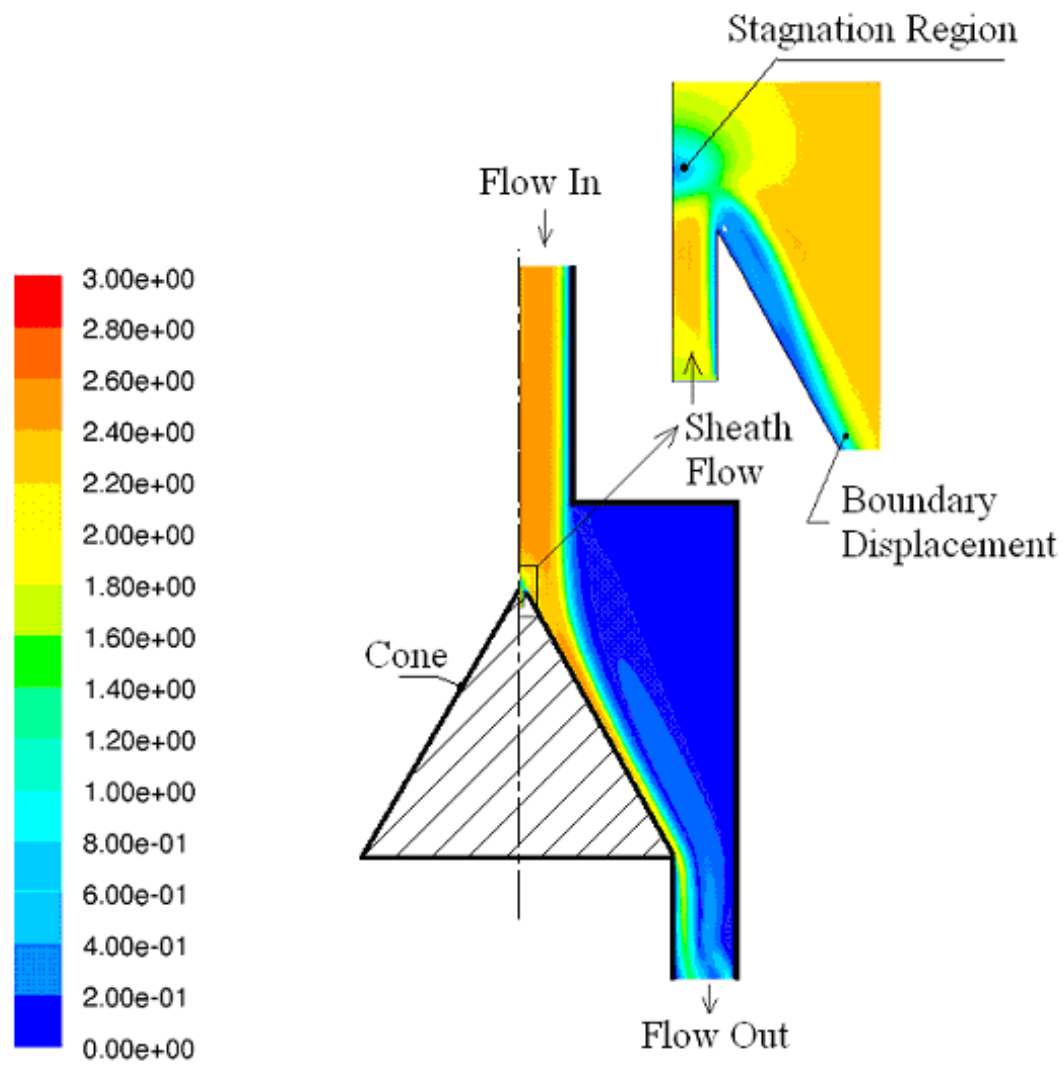 Stagnation Region
Flow In
3.00e+00
2.80e+00
2.60e+00
2.40e+00
2.20e+00
2.00e+00
1.80e+00
1.60e+00
1.40e+00
1.20e+00
1.00e+00
8.00e-01
6.00e-01
4.00e-01
2.00e-01
0.00e+00
Sheath
Flow
Boundary
Displacement
Cone
Flow Out